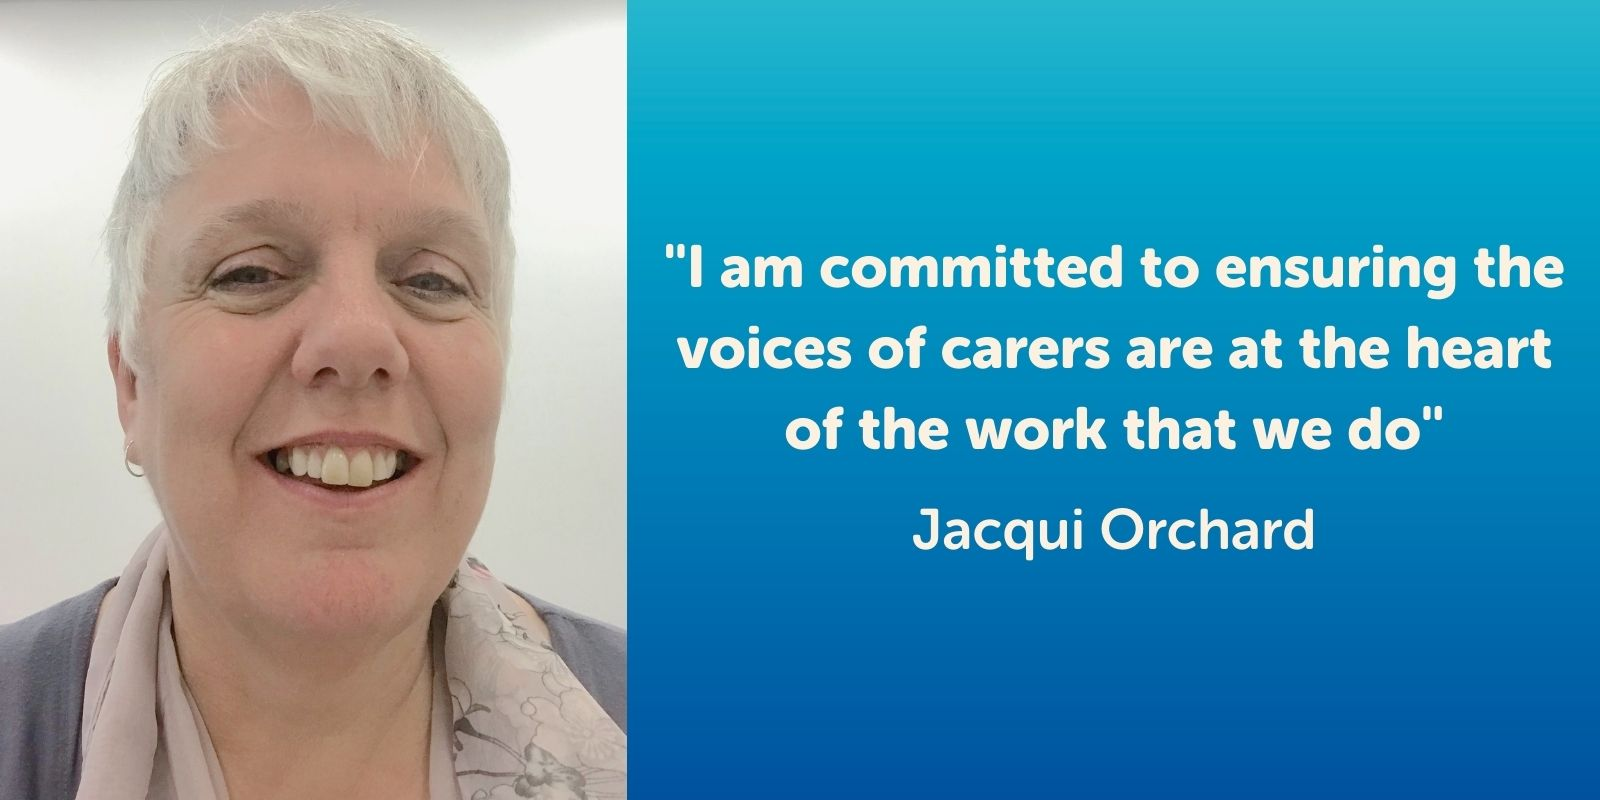 "I am committed to ensuring the
voices of carers are at the heart
of the work that we do"
Jacqui Orchard